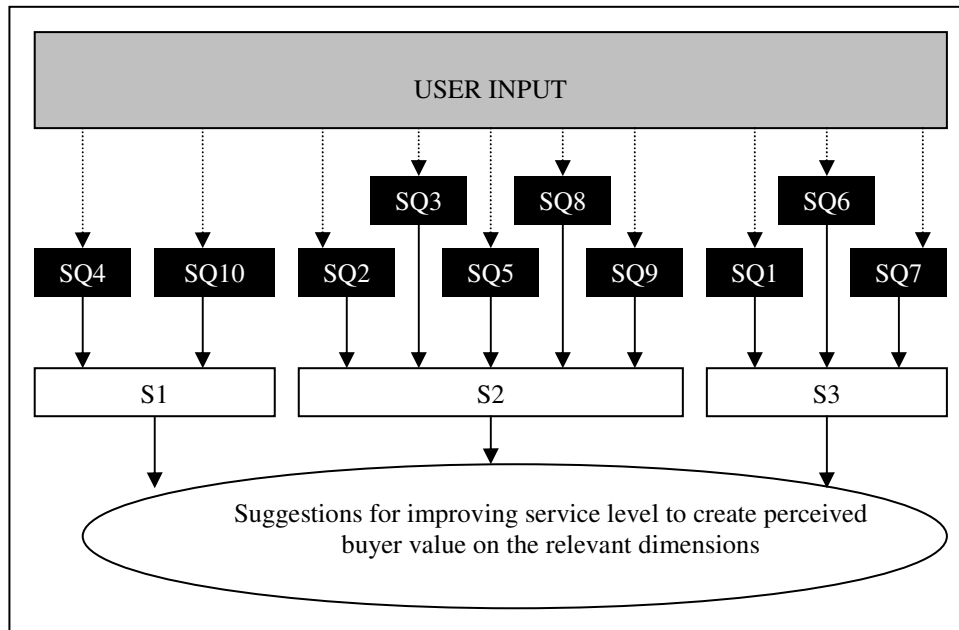 USER INPUT
SQ3
SQ8
SQ6
SQ4
SQ10
SQ2
SQ5
SQ9
SQ1
SQ7
S1
S2
S3
Suggestions for improving service level to create perceived
buyer value on the relevant dimensions